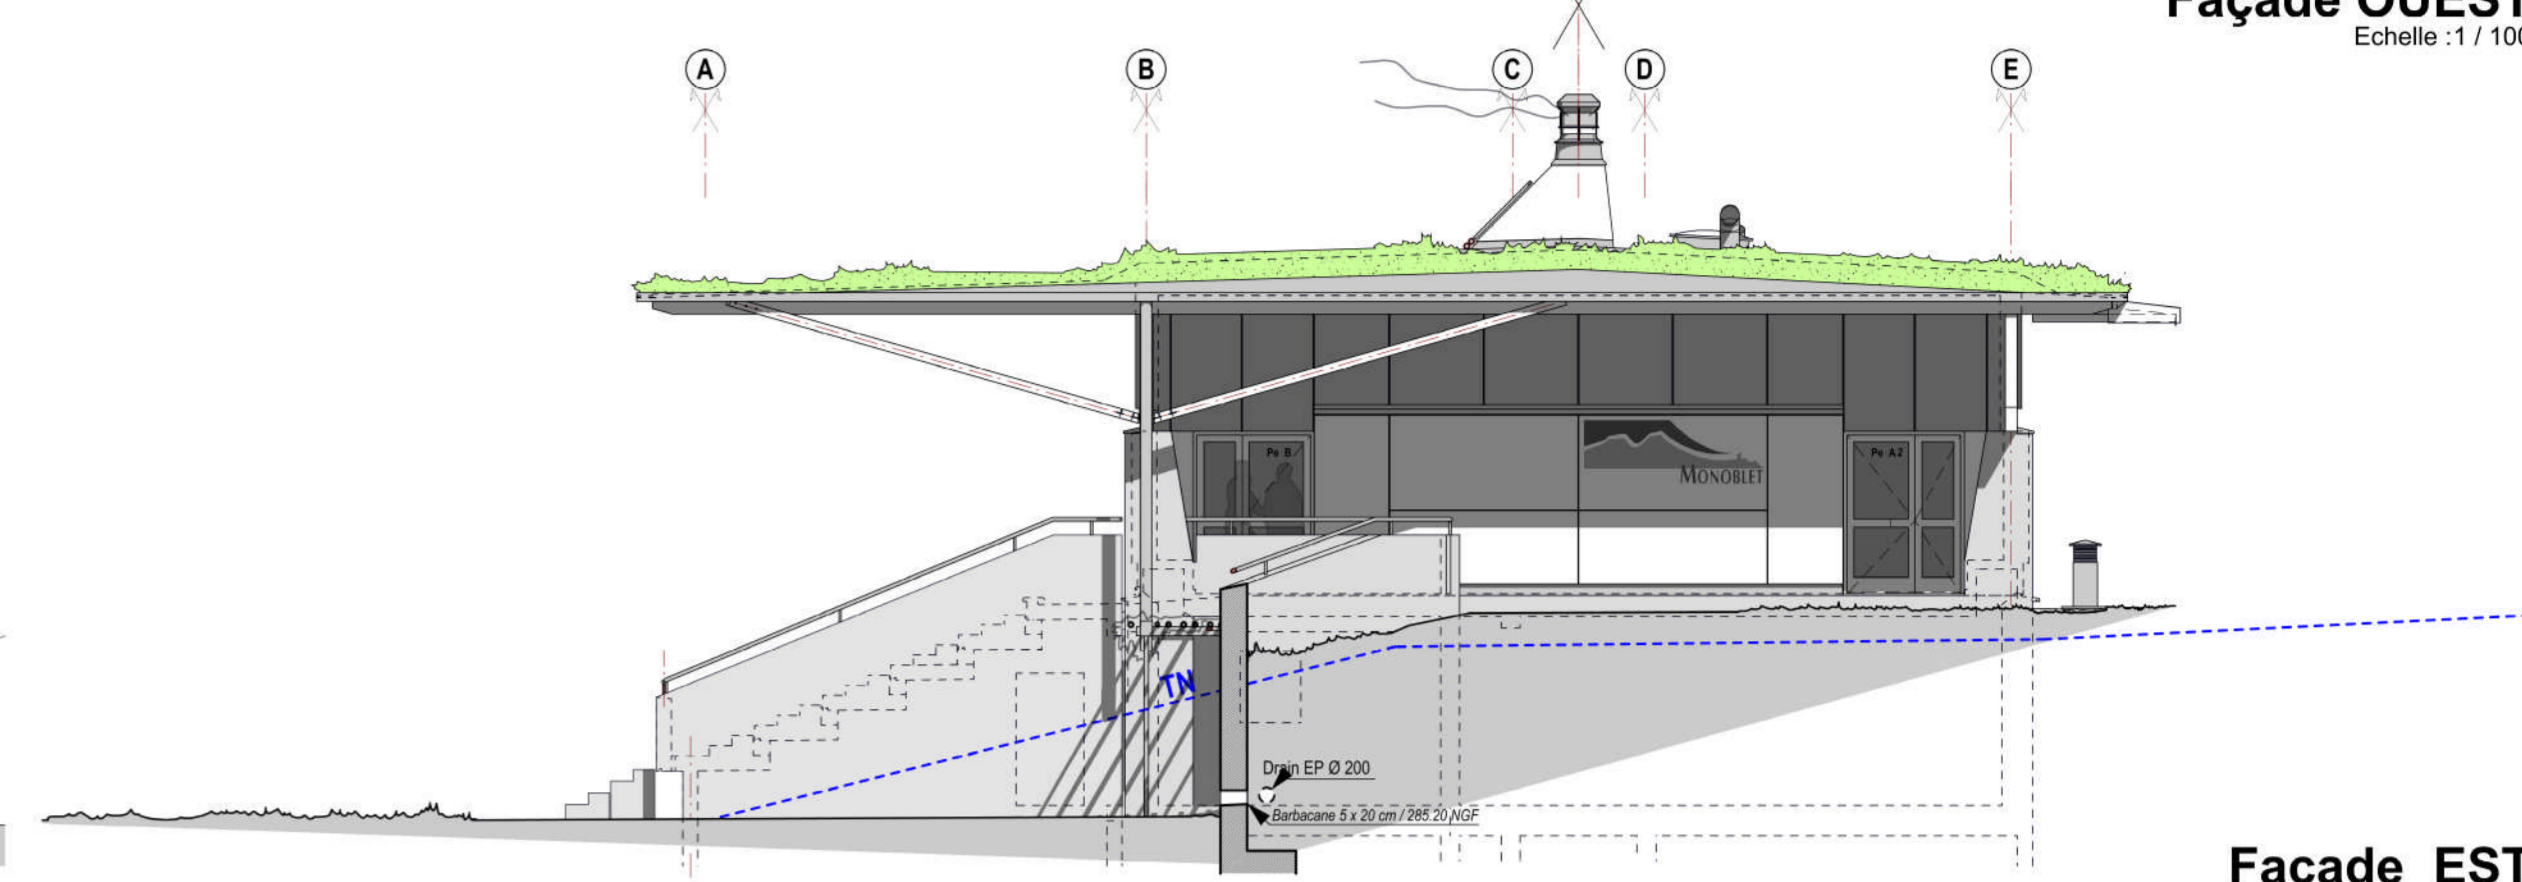 Façade OUEST
Echelle :1 / 100
A
B
C
D
E
Pe B
Pe A2
MONOBLET
TN
Drain EP Ø 200
Barbacane 5 x 20 cm / 285.20 NGF
Facade EST